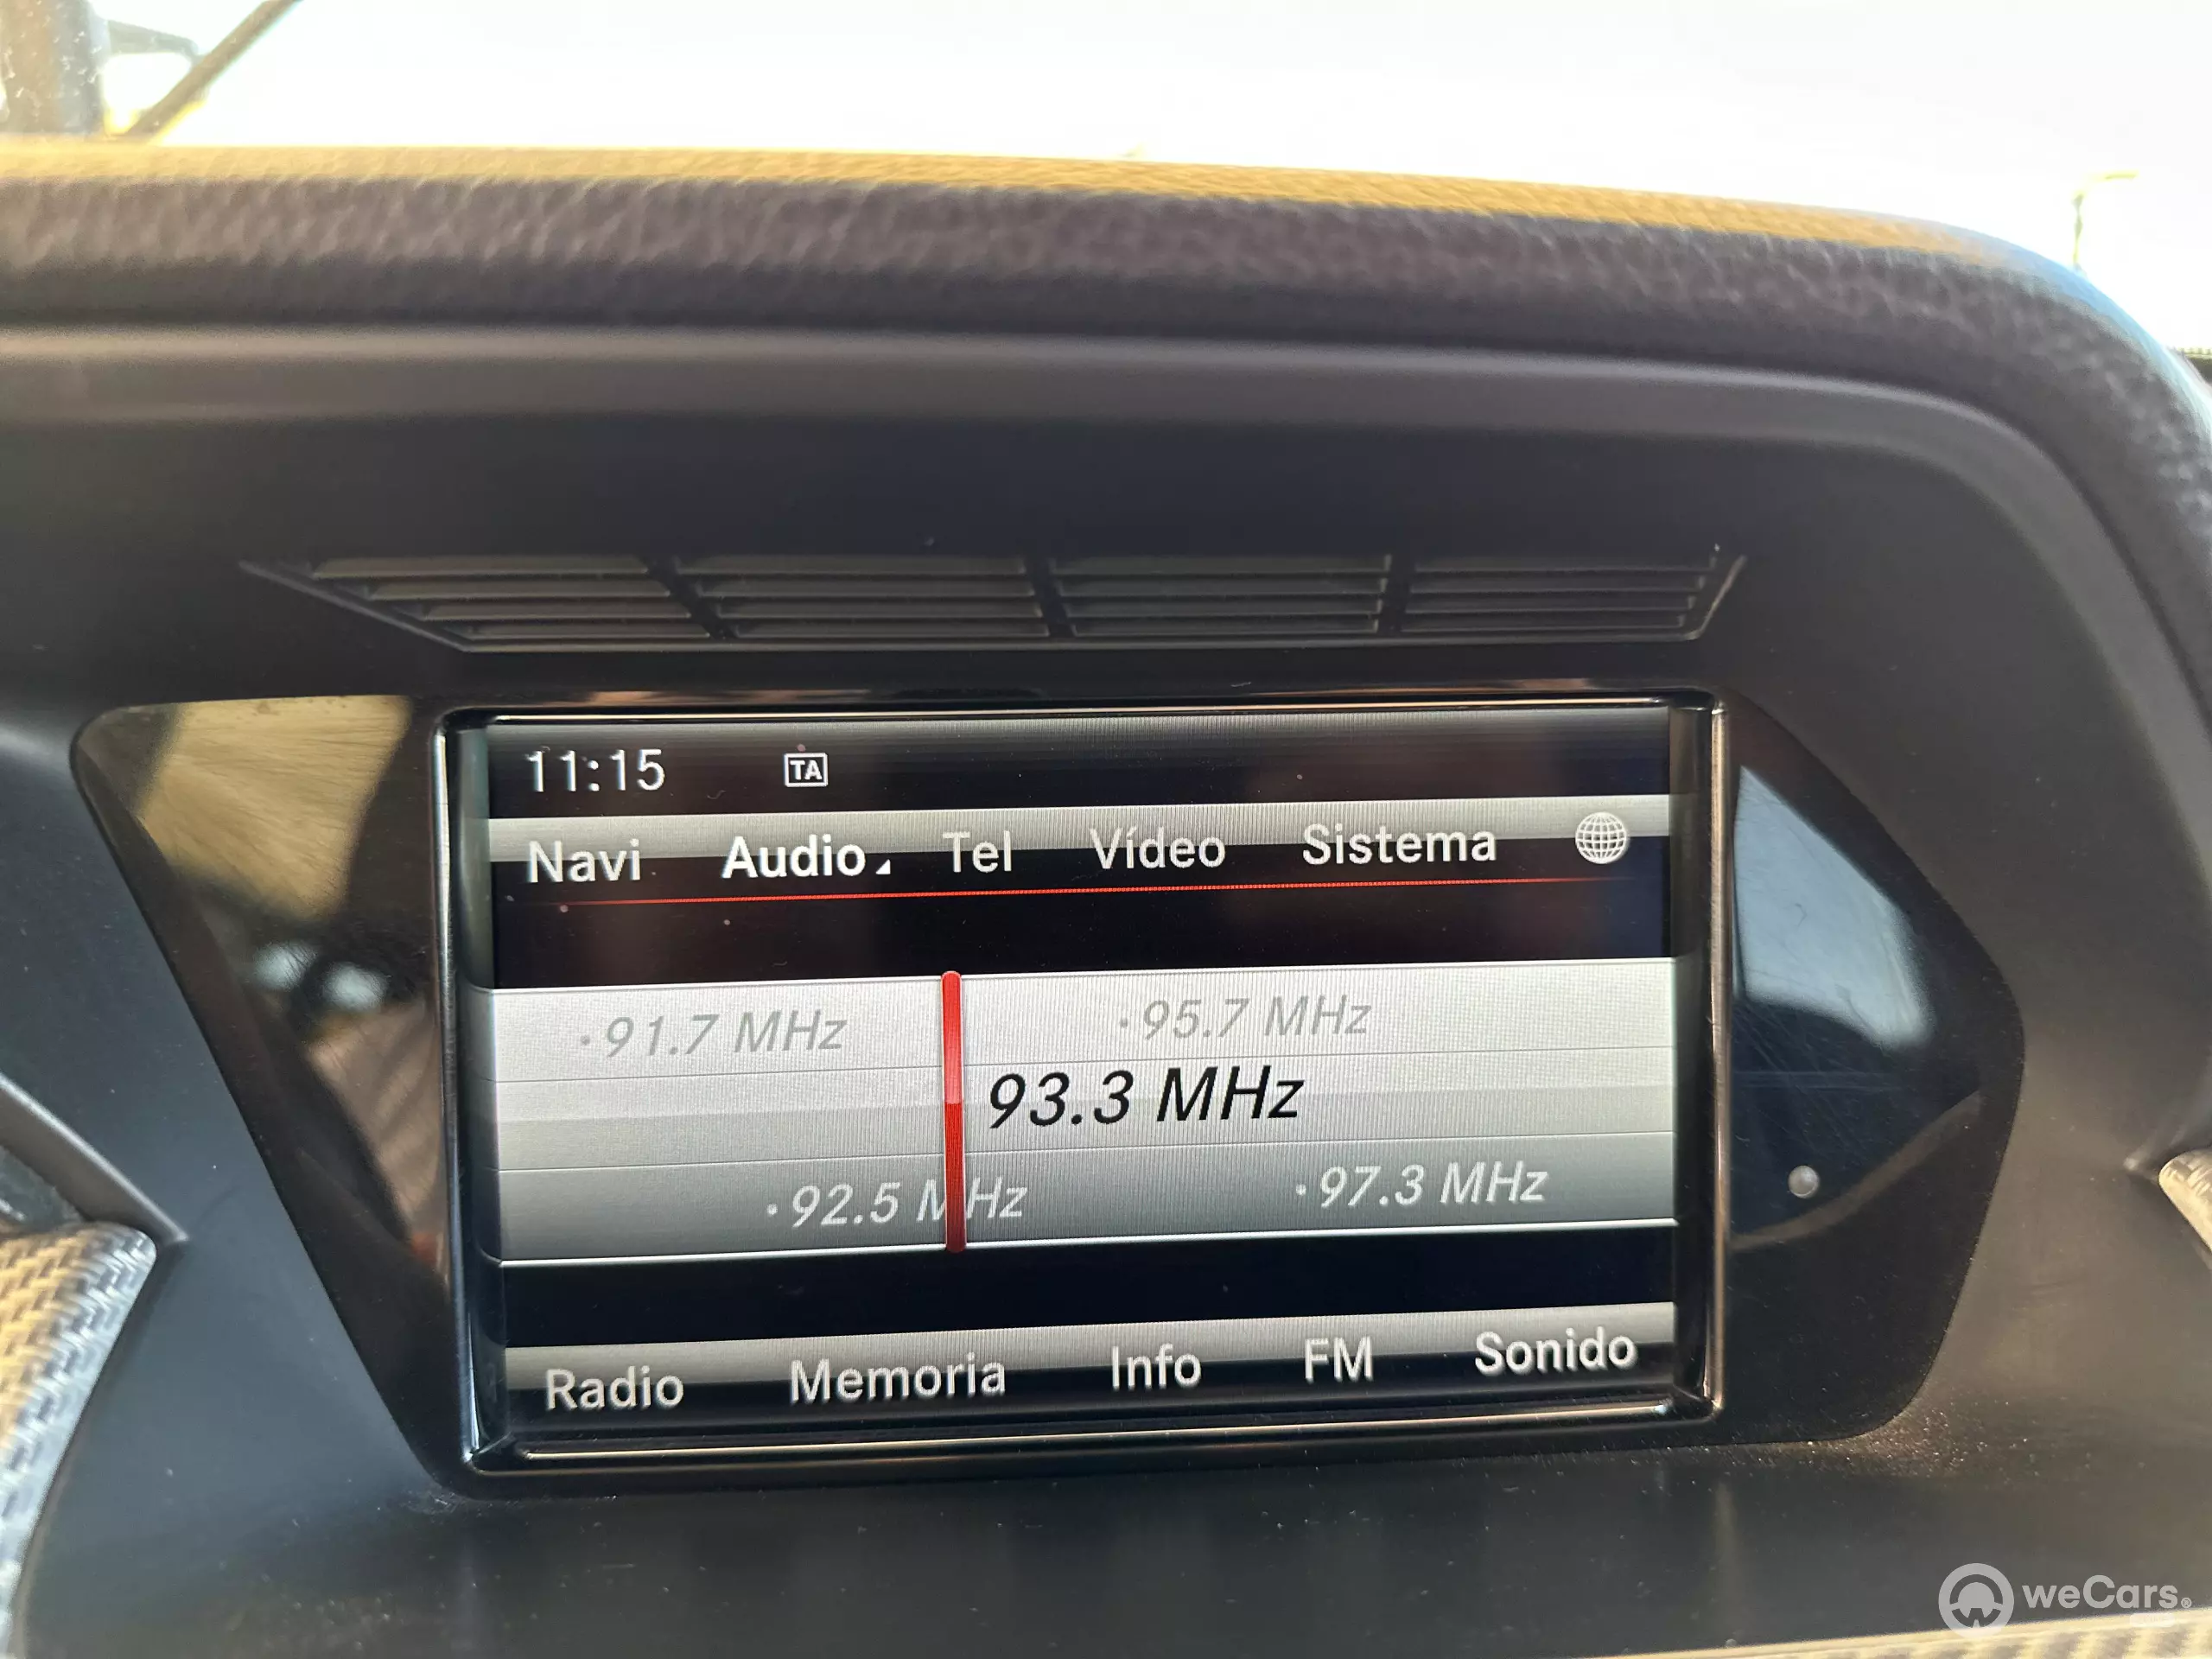 11:15 TA
Navi Audio Tel Vídeo Sistema
·91.7 MHz ·95.7 MHz
93.3 MHz
·92.5 MHz ·97.3 MHz
Radio Memoria Info FM Sonido
weCars®